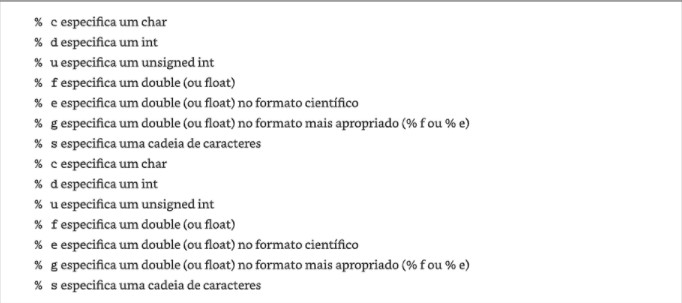 % c especifica um char
% d especifica um int
% u especifica um unsigned int
% f especifica um double (ou float)
% e especifica um double (ou float) no formato científico
% g especifica um double (ou float) no formato mais apropriado (% f ou % e)
% s especifica uma cadeia de caracteres
% c especifica um char
% d especifica um int
% u especifica um unsigned int
% f especifica um double (ou float)
% e especifica um double (ou float) no formato científico
% g especifica um double (ou float) no formato mais apropriado (% f ou % e)
% s especifica uma cadeia de caracteres